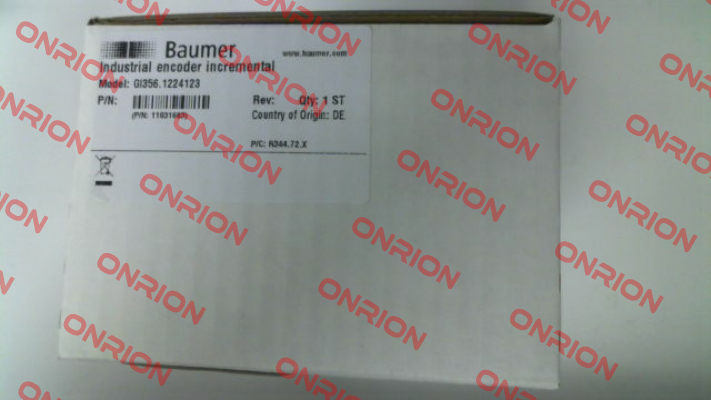 Baumer
www.baumer.com
Industrial encoder incremental
Model: GI356.1224123
P/N:
Rev: Qty: 1 ST
(P/N: 11031663)
Country of Origin: DE
P/C: R344.72.X
ONRION